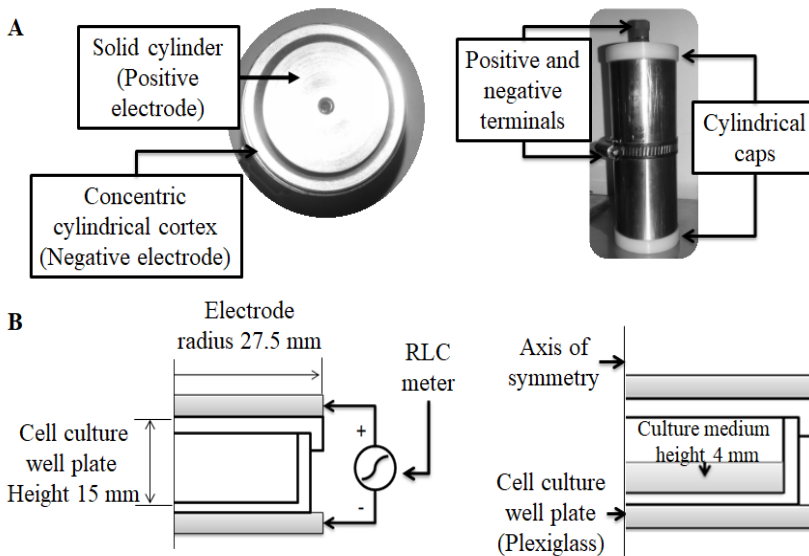 A
Solid cylinder
(Positive
electrode)
Concentric
cylindrical cortex
(Negative electrode)
Positive and
negative
terminals
Cylindrical
caps
B
Electrode
radius 27.5 mm
RLC
meter
Cell culture
well plate
Height 15 mm
+
-
Axis of
symmetry
Culture medium
height 4 mm
Cell culture
well plate
(Plexiglass)